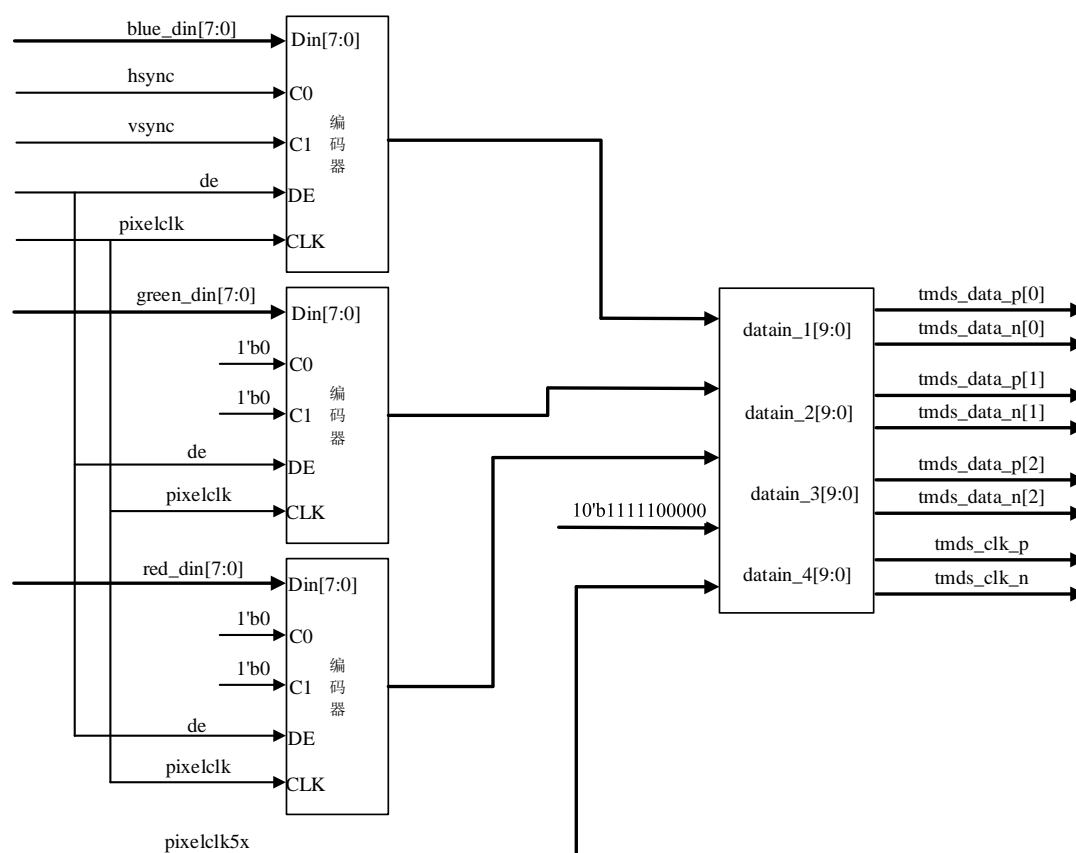 blue_din[7:0]
Din[7:0]
hsync
C0
vsync
C1
编
码
器
de
DE
pixelclk
CLK
green_din[7:0]
Din[7:0]
1'b0
C0
1'b0
C1
编
码
器
de
DE
pixelclk
CLK
red_din[7:0]
Din[7:0]
1'b0
C0
1'b0
C1
编
码
器
de
DE
pixelclk
CLK
pixelclk5x
10'b1111100000
datain_1[9:0]
datain_2[9:0]
datain_3[9:0]
datain_4[9:0]
tmds_data_p[0]
tmds_data_n[0]
tmds_data_p[1]
tmds_data_n[1]
tmds_data_p[2]
tmds_data_n[2]
tmds_clk_p
tmds_clk_n